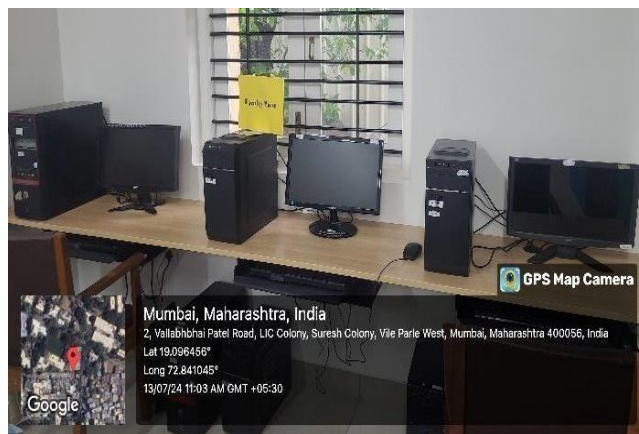 GPS Map Camera
Mumbai, Maharashtra, India
2, Vallabhbhai Patel Road, LIC Colony, Suresh Colony, Vile Parle West, Mumbai, Maharashtra 400056, India
Lat 19.096456°
Long 72.841045°
13/07/24 11:03 AM GMT +05:30
Google